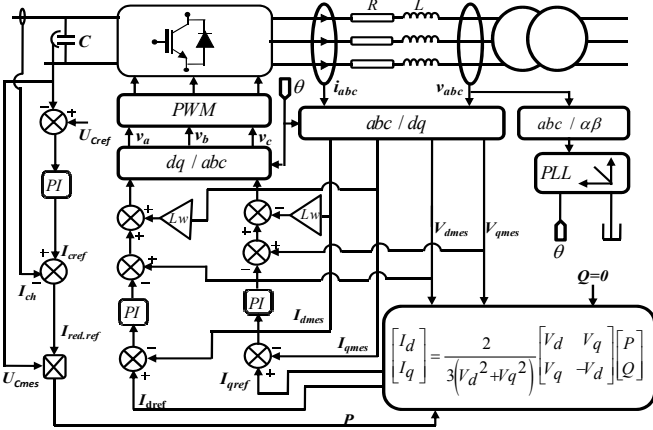 C
R
L
i_abc
v_abc
θ
PWM
U_Cref
v_a
v_b
v_c
abc / dq
abc / αβ
dq / abc
PI
PLL
Lw
Lw
V_dmes
V_qmes
θ
I_cref
I_ch
Q=0
PI
PI
I_dmes
I_red.ref
I_qmes
[I_d I_q] = 2 / 3(V_d^2+V_q^2) [V_d V_q V_q -V_d] [P Q]
U_Cmes
I_qref
I_dref
P